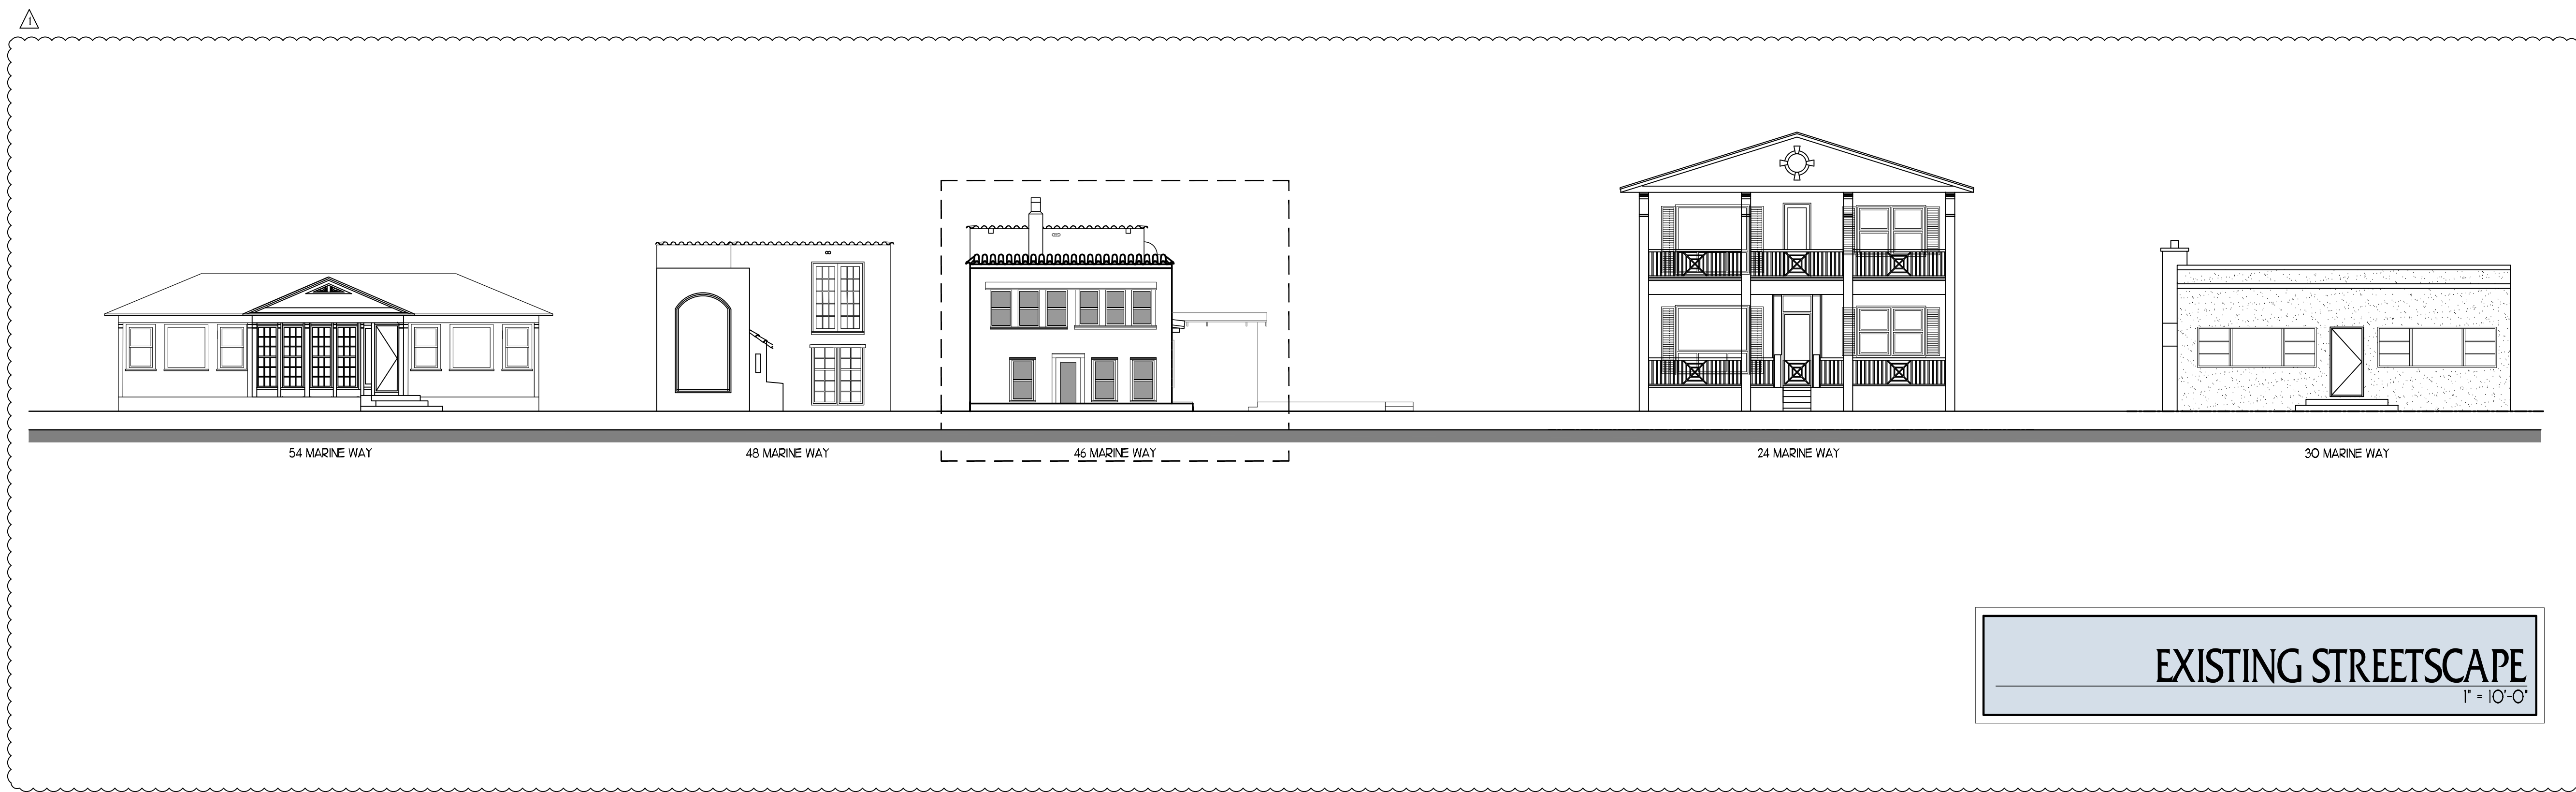 1
54 MARINE WAY
48 MARINE WAY
46 MARINE WAY
24 MARINE WAY
30 MARINE WAY
EXISTING STREETSCAPE
1" = 10'-0"